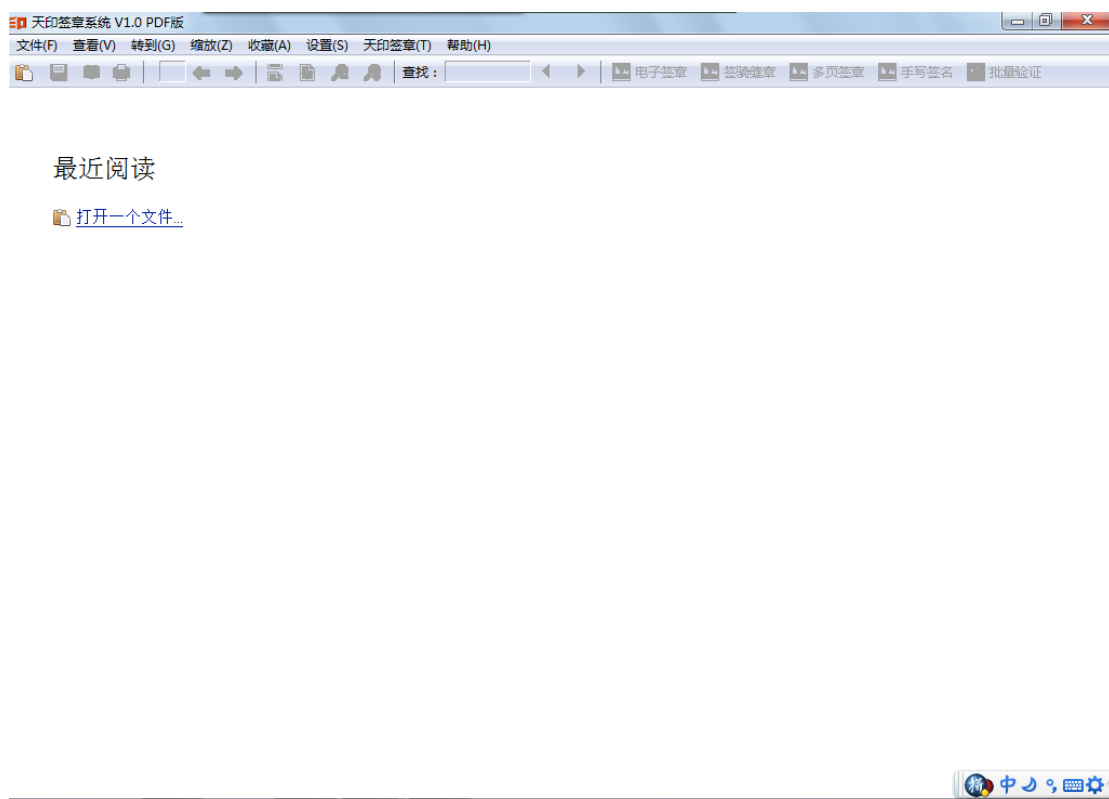 天印签章系统 V1.0 PDF版
文件(F) 查看(V) 转到(G) 缩放(Z) 收藏(A) 设置(S) 天印签章(T) 帮助(H)
查找： 电子签章 签骑缝章 多页签章 手写签名 批量验证
最近阅读
打开一个文件...
拼 中